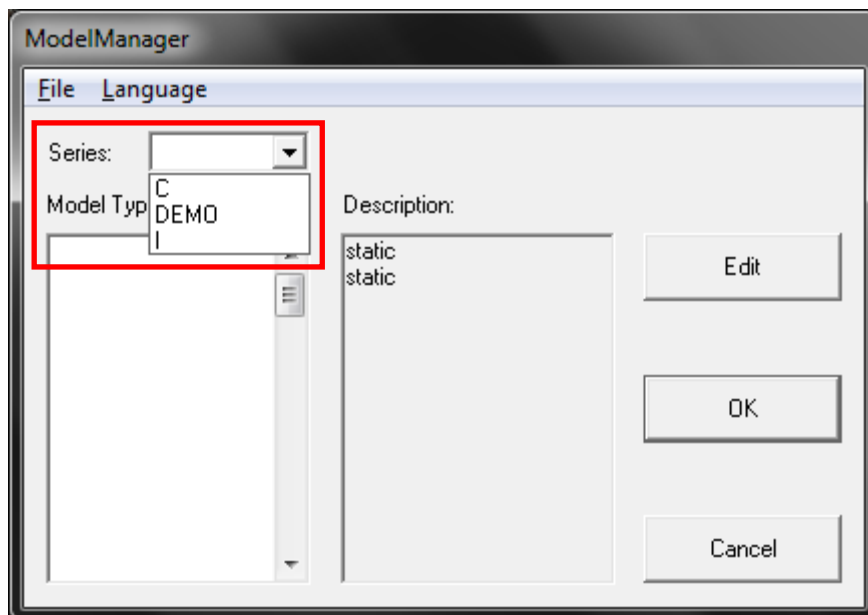 ModelManager
File Language
Series:
C
DEMO
I
Model Typ
Description:
static
static
Edit
OK
Cancel